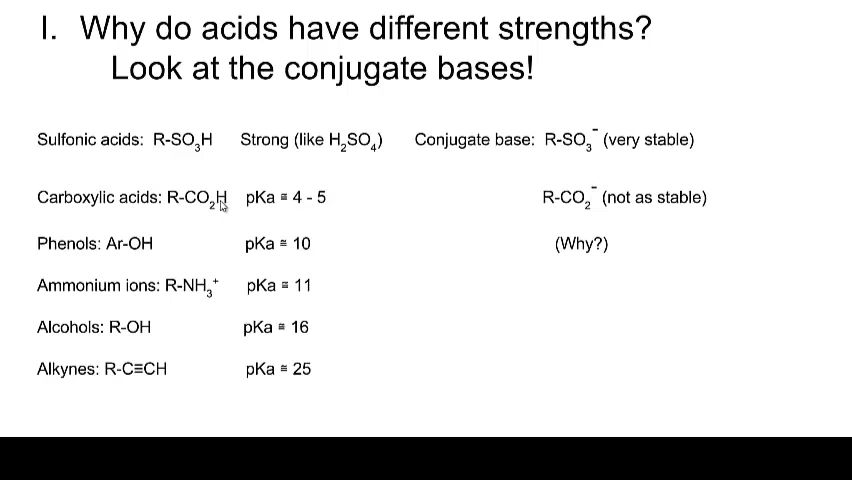 I. Why do acids have different strengths?
Look at the conjugate bases!
Sulfonic acids: R-SO₃H Strong (like H₂SO₄) Conjugate base: R-SO₃⁻ (very stable)
Carboxylic acids: R-CO₂H pKa ≅ 4 - 5 R-CO₂⁻ (not as stable)
Phenols: Ar-OH pKa ≅ 10 (Why?)
Ammonium ions: R-NH₃⁺ pKa ≅ 11
Alcohols: R-OH pKa ≅ 16
Alkynes: R-C≡CH pKa ≅ 25